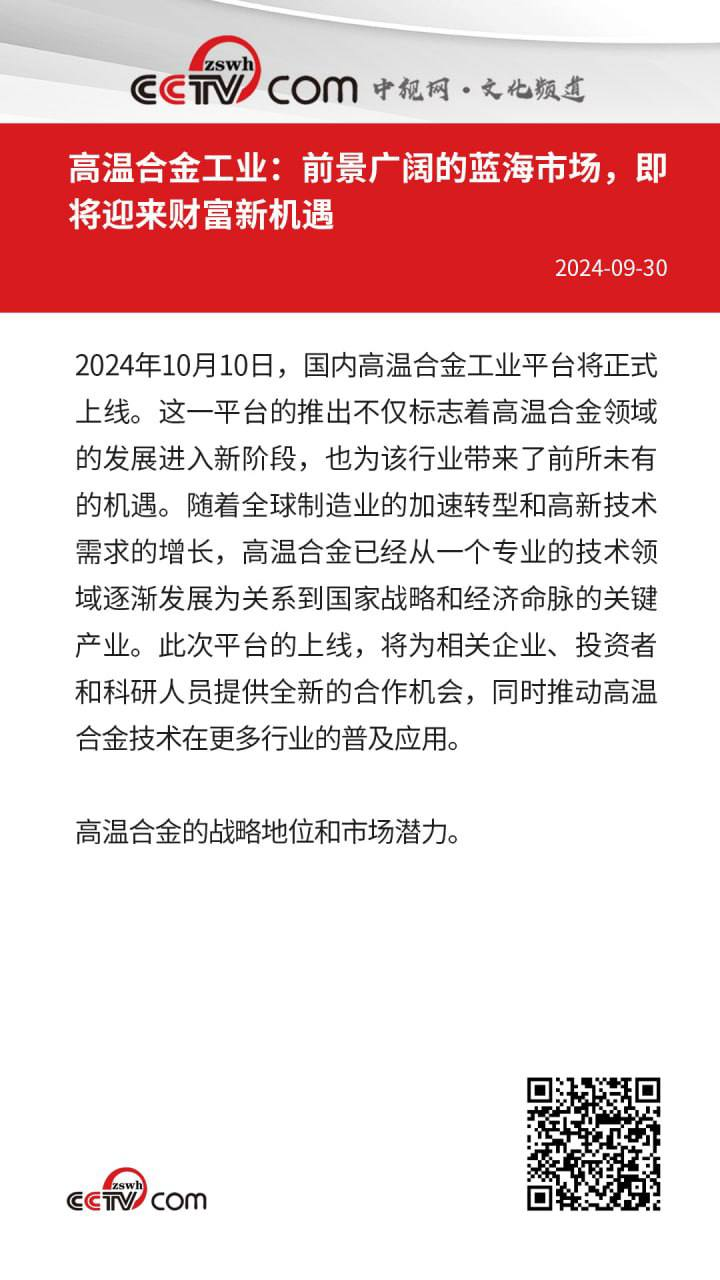 zswh
CCTV com 中视网·文化频道
高温合金工业：前景广阔的蓝海市场，即
将迎来财富新机遇
2024-09-30
2024年10月10日，国内高温合金工业平台将正式
上线。这一平台的推出不仅标志着高温合金领域
的发展进入新阶段，也为该行业带来了前所未有
的机遇。随着全球制造业的加速转型和高新技术
需求的增长，高温合金已经从一个专业的技术领
域逐渐发展为关系到国家战略和经济命脉的关键
产业。此次平台的上线，将为相关企业、投资者
和科研人员提供全新的合作机会，同时推动高温
合金技术在更多行业的普及应用。
高温合金的战略地位和市场潜力。
zswh
CCTV com